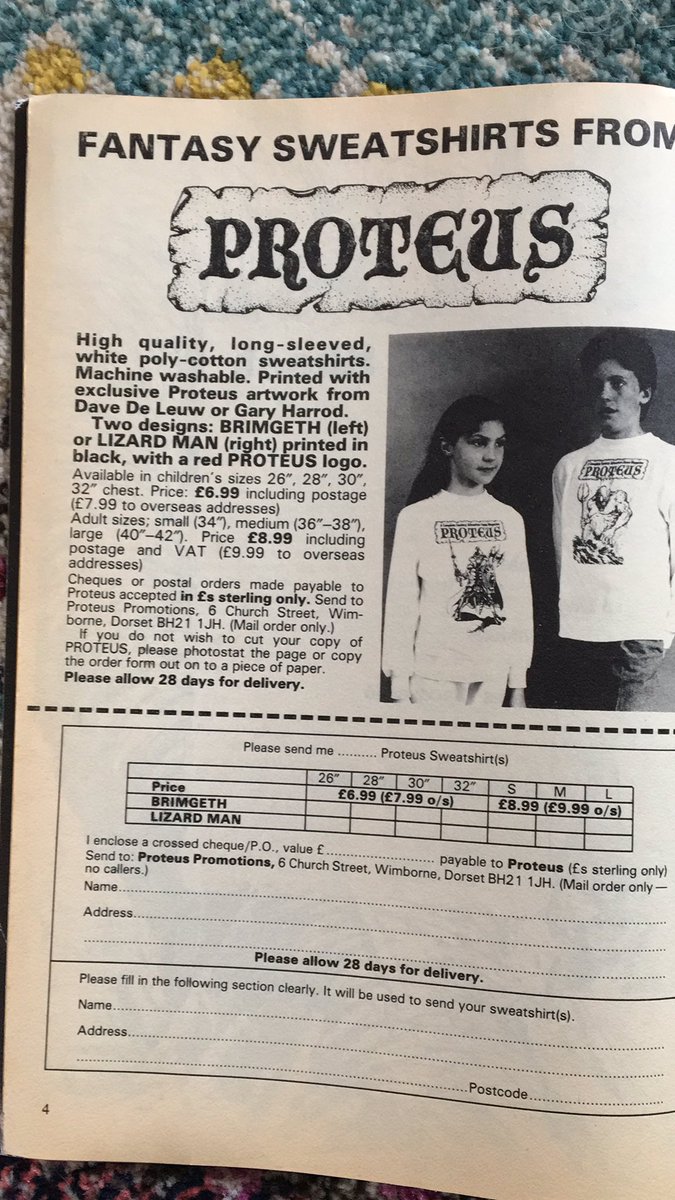 FANTASY SWEATSHIRTS FROM
PROTEUS
High quality, long-sleeved,
white poly-cotton sweatshirts.
Machine washable. Printed with
exclusive Proteus artwork from
Dave De Leuw or Gary Harrod.
Two designs: BRIMGETH (left)
or LIZARD MAN (right) printed in
black, with a red PROTEUS logo.
Available in children's sizes 26″, 28″, 30″,
32″ chest. Price: £6.99 including postage
(£7.99 to overseas addresses)
Adult sizes; small (34″), medium (36″–38″),
large (40″–42″). Price £8.99 including
postage and VAT (£9.99 to overseas
addresses)
Cheques or postal orders made payable to
Proteus accepted in £s sterling only. Send to
Proteus Promotions, 6 Church Street, Wim-
borne, Dorset BH21 1JH. (Mail order only.)
If you do not wish to cut your copy of
PROTEUS, please photostat the page or copy
the order form out on to a piece of paper.
Please allow 28 days for delivery.
PROTEUS
PROTEUS
Please send me .......... Proteus Sweatshirt(s)
26″ 28″ 30″ 32″ S M L
Price £6.99 (£7.99 o/s) £8.99 (£9.99 o/s)
BRIMGETH
LIZARD MAN
I enclose a crossed cheque/P.O., value £.......................... payable to Proteus (£s sterling only)
Send to: Proteus Promotions, 6 Church Street, Wimborne, Dorset BH21 1JH. (Mail order only —
no callers.)
Name
Address
Please allow 28 days for delivery.
Please fill in the following section clearly. It will be used to send your sweatshirt(s).
Name
Address
Postcode
4